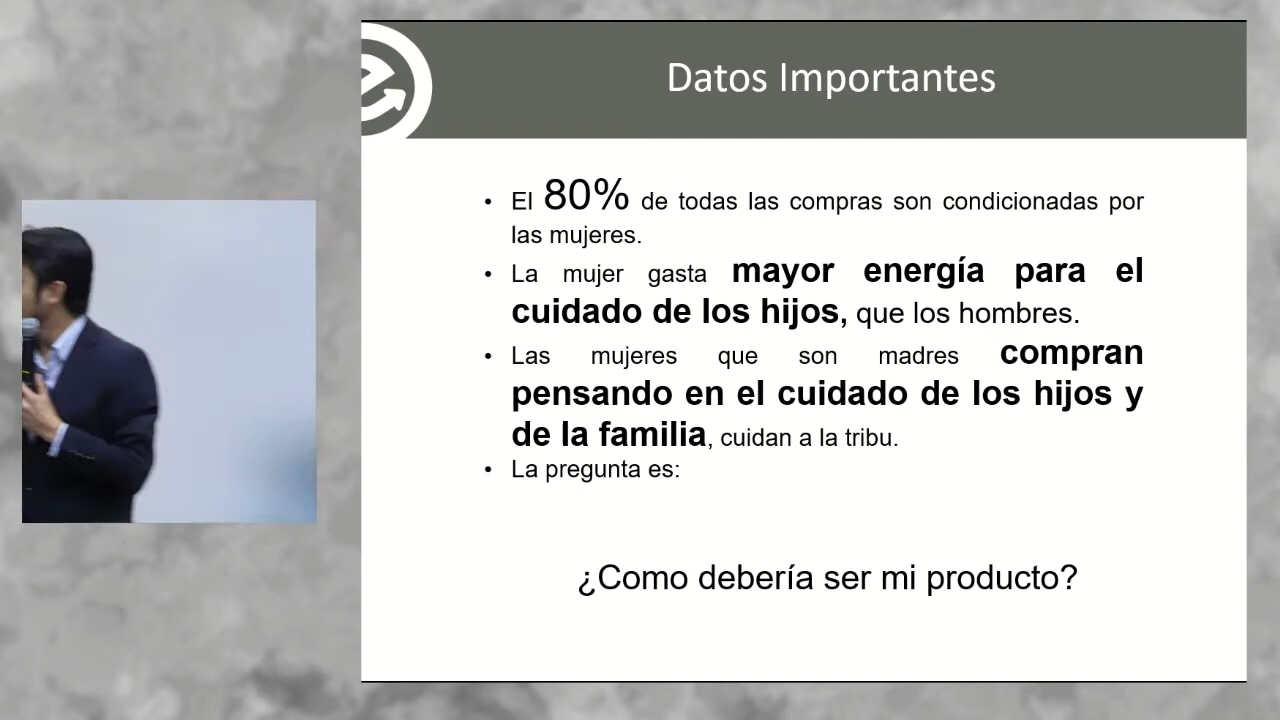 Datos Importantes
• El 80% de todas las compras son condicionadas por
las mujeres.
• La mujer gasta mayor energía para el
cuidado de los hijos, que los hombres.
• Las mujeres que son madres compran
pensando en el cuidado de los hijos y
de la familia, cuidan a la tribu.
• La pregunta es:
¿Como debería ser mi producto?